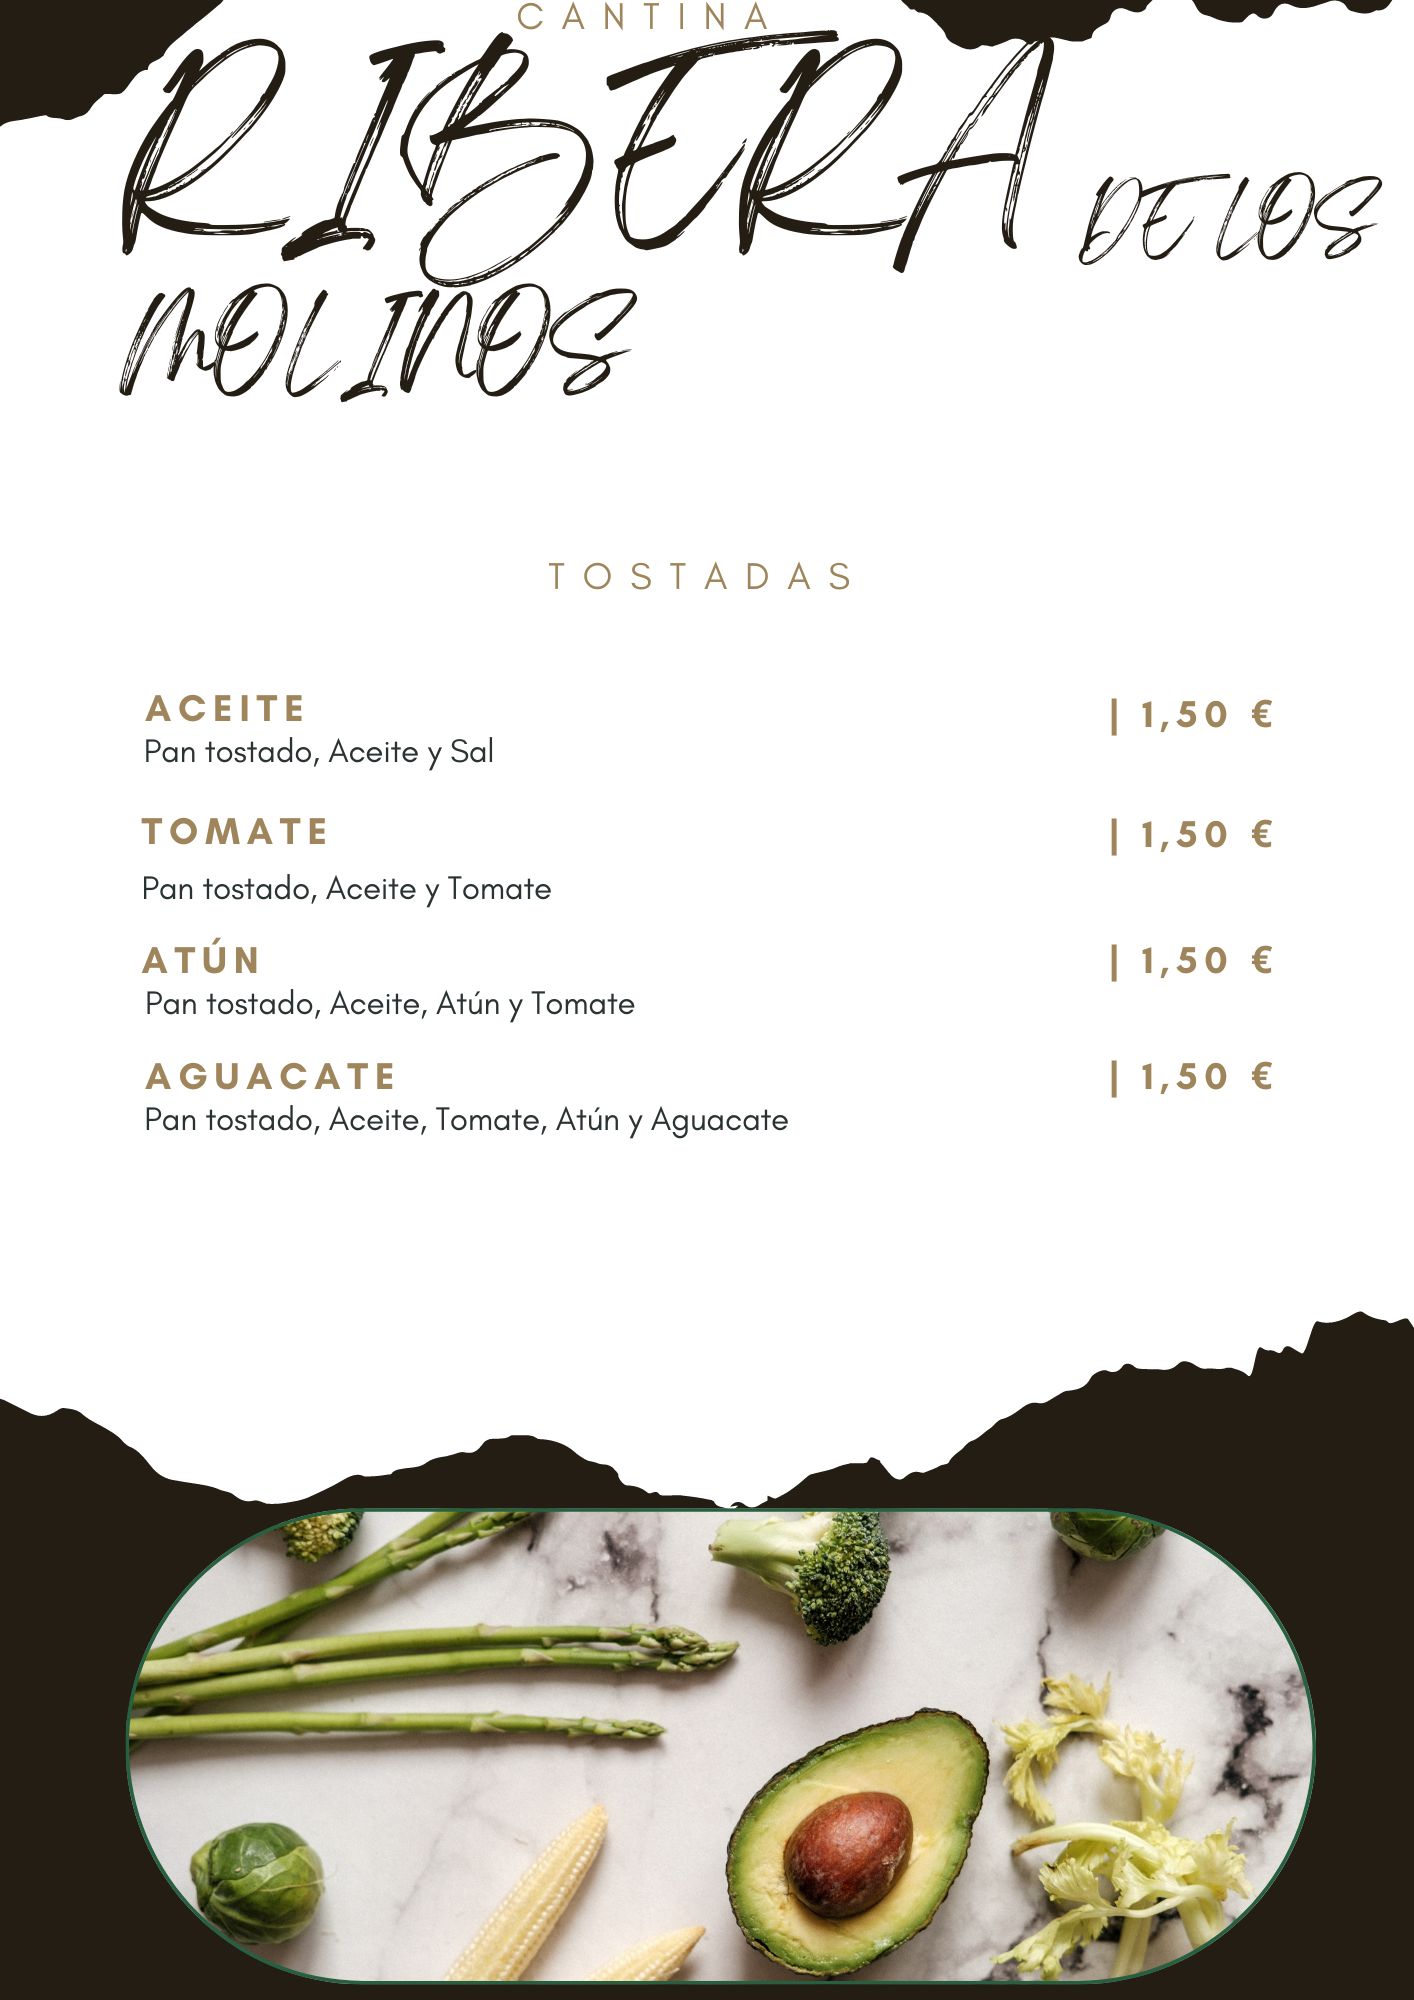 CANTINA
RIBERA DE LOS
MOLINOS
TOSTADAS
ACEITE | 1,50 €
Pan tostado, Aceite y Sal
TOMATE | 1,50 €
Pan tostado, Aceite y Tomate
ATÚN | 1,50 €
Pan tostado, Aceite, Atún y Tomate
AGUACATE | 1,50 €
Pan tostado, Aceite, Tomate, Atún y Aguacate